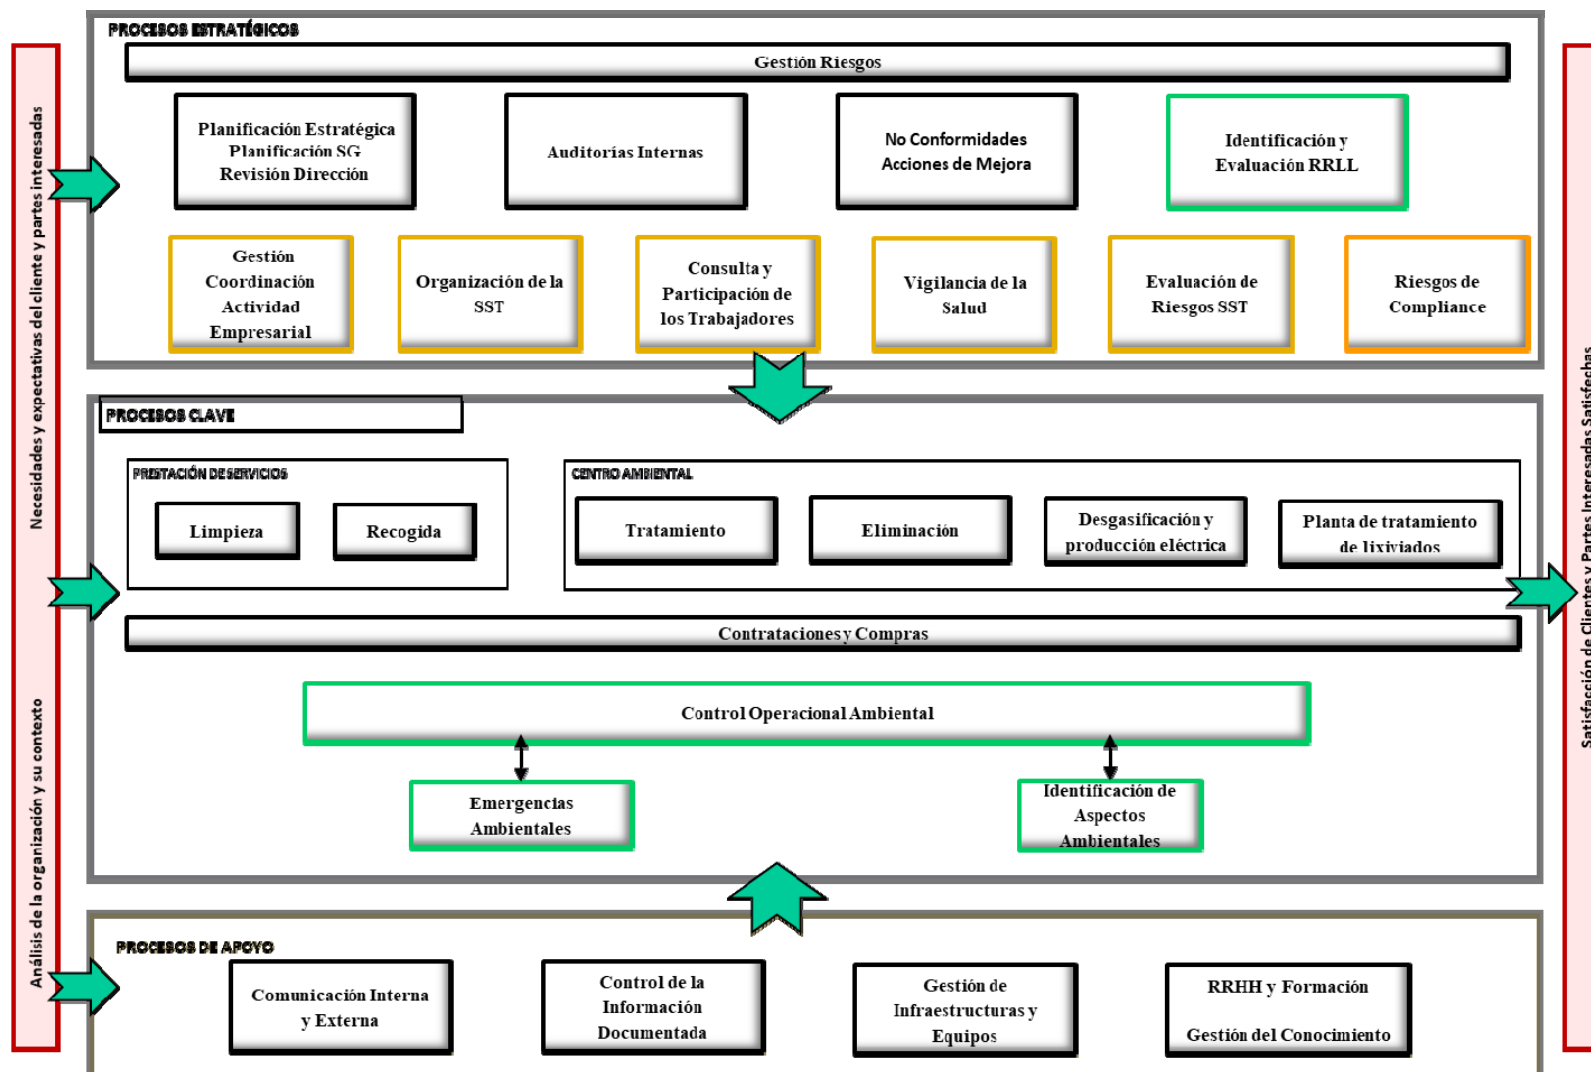 PROCESOS ESTRATÉGICOS
Gestión Riesgos
Planificación Estratégica
Planificación SG
Revisión Dirección
Auditorías Internas
No Conformidades
Acciones de Mejora
Identificación y
Evaluación RRLL
Gestión
Coordinación
Actividad
Empresarial
Organización de la
SST
Consulta y
Participación de
los Trabajadores
Vigilancia de la
Salud
Evaluación de
Riesgos SST
Riesgos de
Compliance
Necesidades y expectativas del cliente y partes interesadas
Análisis de la organización y su contexto
PROCESOS CLAVE
PRESTACIÓN DE SERVICIOS
Limpieza
Recogida
CENTRO AMBIENTAL
Tratamiento
Eliminación
Desgasificación y
producción eléctrica
Planta de tratamiento
de lixiviados
Contrataciones y Compras
Control Operacional Ambiental
Emergencias
Ambientales
Identificación de
Aspectos
Ambientales
Satisfacción de Clientes y Partes Interesadas Satisfechas
PROCESOS DE APOYO
Comunicación Interna
y Externa
Control de la
Información
Documentada
Gestión de
Infraestructuras y
Equipos
RRHH y Formación
Gestión del Conocimiento